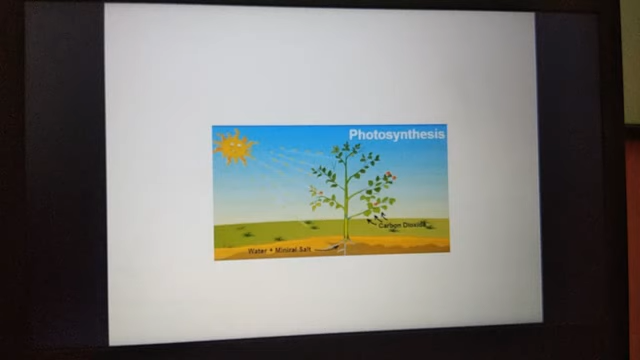 Photosynthesis
Carbon Dioxide
Water + Mineral Salt